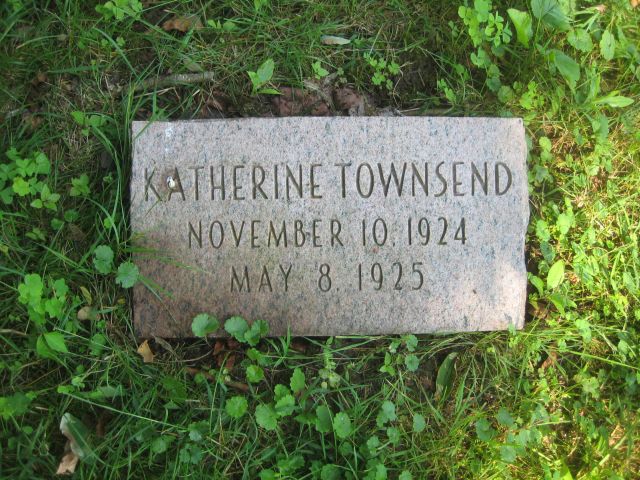 KATHERINE TOWNSEND
NOVEMBER 10, 1924
MAY 8, 1925